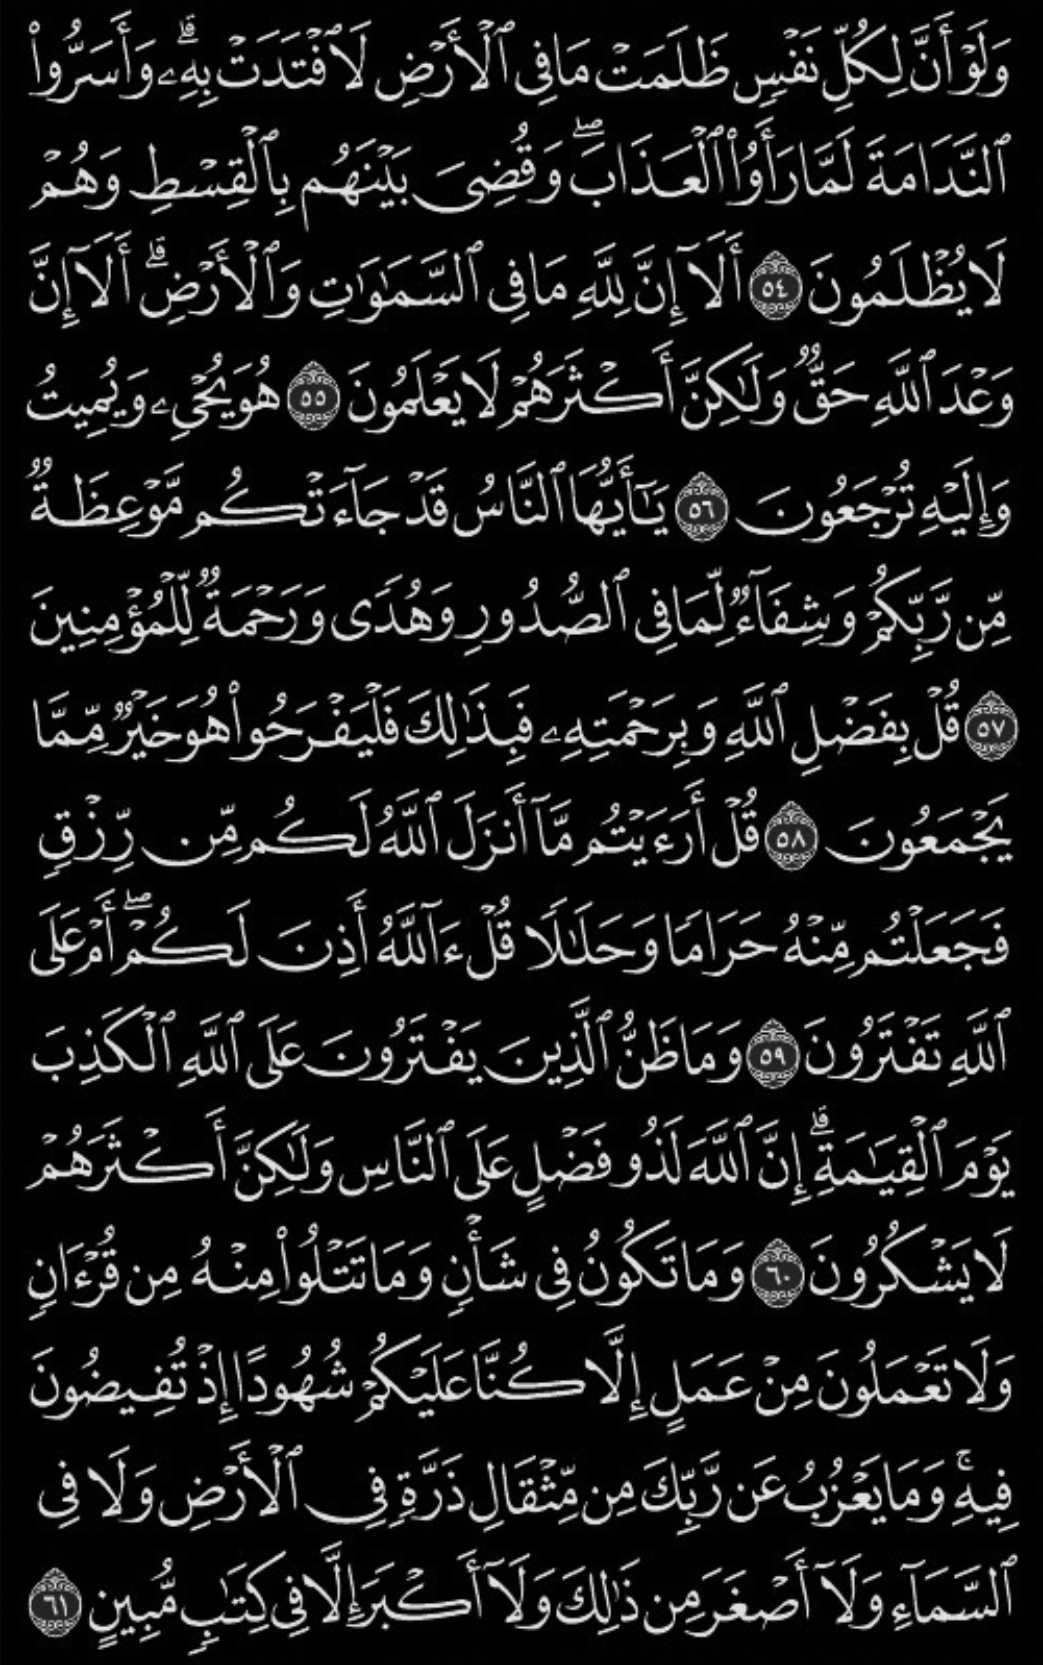 وَلَوْ أَنَّ لِكُلِّ نَفْسٍ ظَلَمَتْ مَا فِى ٱلْأَرْضِ لَٱفْتَدَتْ بِهِۦ ۗ وَأَسَرُّوا۟
ٱلنَّدَامَةَ لَمَّا رَأَوُا۟ ٱلْعَذَابَ ۖ وَقُضِىَ بَيْنَهُم بِٱلْقِسْطِ وَهُمْ
لَا يُظْلَمُونَ ٥٤ أَلَآ إِنَّ لِلَّهِ مَا فِى ٱلسَّمَـٰوَٰتِ وَٱلْأَرْضِ ۗ أَلَآ إِنَّ
وَعْدَ ٱللَّهِ حَقٌّ وَلَـٰكِنَّ أَكْثَرَهُمْ لَا يَعْلَمُونَ ٥٥ هُوَ يُحْىِۦ وَيُمِيتُ
وَإِلَيْهِ تُرْجَعُونَ ٥٦ يَـٰٓأَيُّهَا ٱلنَّاسُ قَدْ جَآءَتْكُم مَّوْعِظَةٌ
مِّن رَّبِّكُمْ وَشِفَآءٌ لِّمَا فِى ٱلصُّدُورِ وَهُدًى وَرَحْمَةٌ لِّلْمُؤْمِنِينَ
٥٧ قُلْ بِفَضْلِ ٱللَّهِ وَبِرَحْمَتِهِۦ فَبِذَٰلِكَ فَلْيَفْرَحُوا۟ هُوَ خَيْرٌ مِّمَّا
يَجْمَعُونَ ٥٨ قُلْ أَرَءَيْتُم مَّآ أَنزَلَ ٱللَّهُ لَكُم مِّن رِّزْقٍ
فَجَعَلْتُم مِّنْهُ حَرَامًا وَحَلَـٰلًا قُلْ ءَآللَّهُ أَذِنَ لَكُمْ ۖ أَمْ عَلَى
ٱللَّهِ تَفْتَرُونَ ٥٩ وَمَا ظَنُّ ٱلَّذِينَ يَفْتَرُونَ عَلَى ٱللَّهِ ٱلْكَذِبَ
يَوْمَ ٱلْقِيَـٰمَةِ ۗ إِنَّ ٱللَّهَ لَذُو فَضْلٍ عَلَى ٱلنَّاسِ وَلَـٰكِنَّ أَكْثَرَهُمْ
لَا يَشْكُرُونَ ٦٠ وَمَا تَكُونُ فِى شَأْنٍ وَمَا تَتْلُوا۟ مِنْهُ مِن قُرْءَانٍ
وَلَا تَعْمَلُونَ مِنْ عَمَلٍ إِلَّا كُنَّا عَلَيْكُمْ شُهُودًا إِذْ تُفِيضُونَ
فِيهِ ۚ وَمَا يَعْزُبُ عَن رَّبِّكَ مِن مِّثْقَالِ ذَرَّةٍ فِى ٱلْأَرْضِ وَلَا فِى
ٱلسَّمَآءِ وَلَآ أَصْغَرَ مِن ذَٰلِكَ وَلَآ أَكْبَرَ إِلَّا فِى كِتَـٰبٍ مُّبِينٍ ٦١